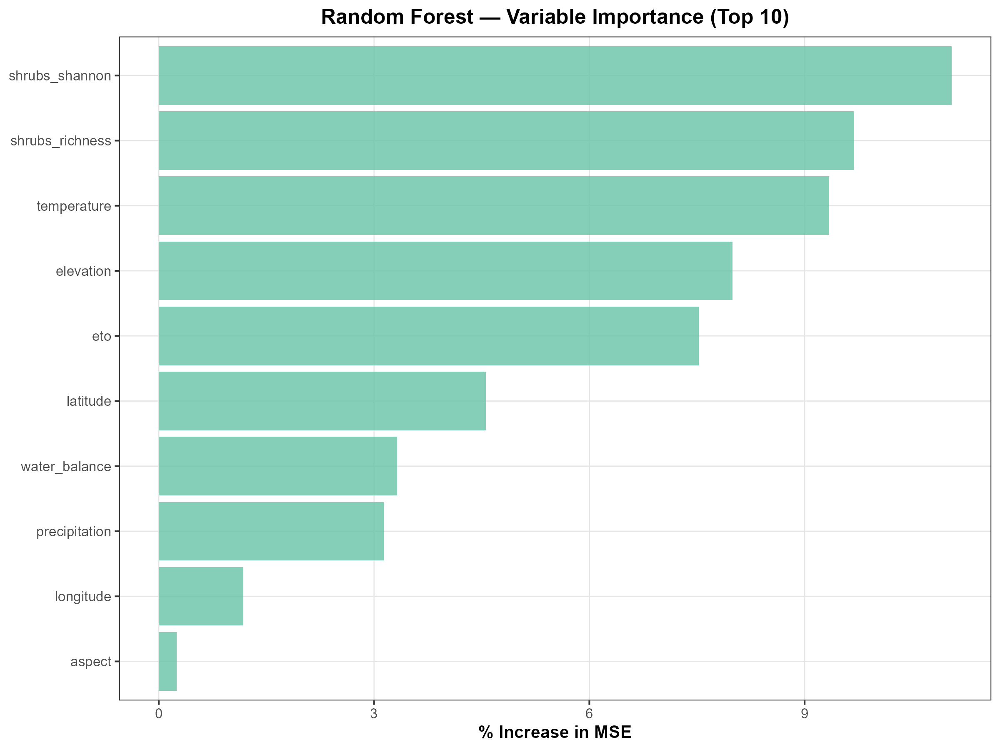 Random Forest — Variable Importance (Top 10)
shrubs_shannon
shrubs_richness
temperature
elevation
eto
latitude
water_balance
precipitation
longitude
aspect
0 3 6 9
% Increase in MSE